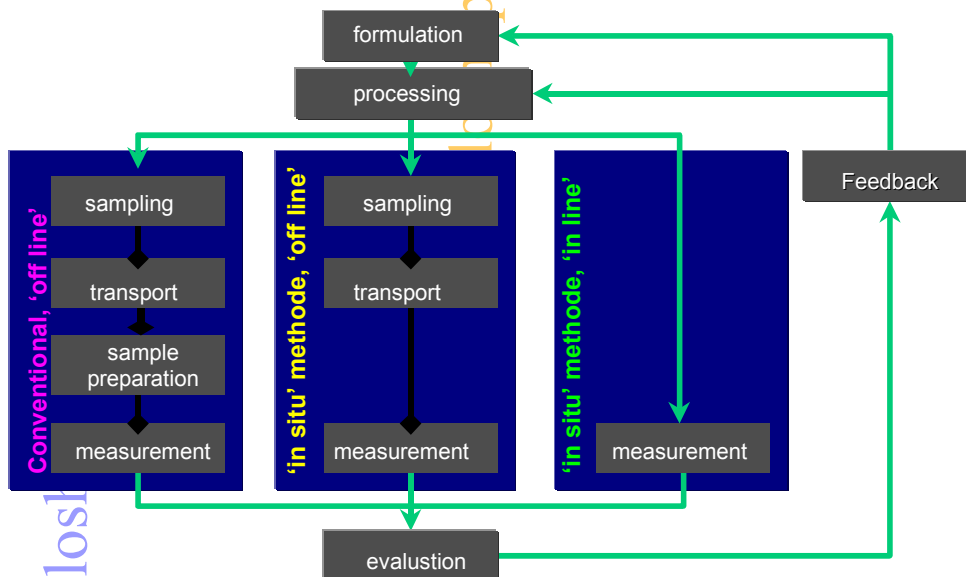 formulation
processing
Feedback
Conventional, ‘off line’
sampling
transport
sample
preparation
measurement
‘in situ’ methode, ‘off line’
sampling
transport
measurement
‘in situ’ methode, ‘in line’
measurement
evalustion